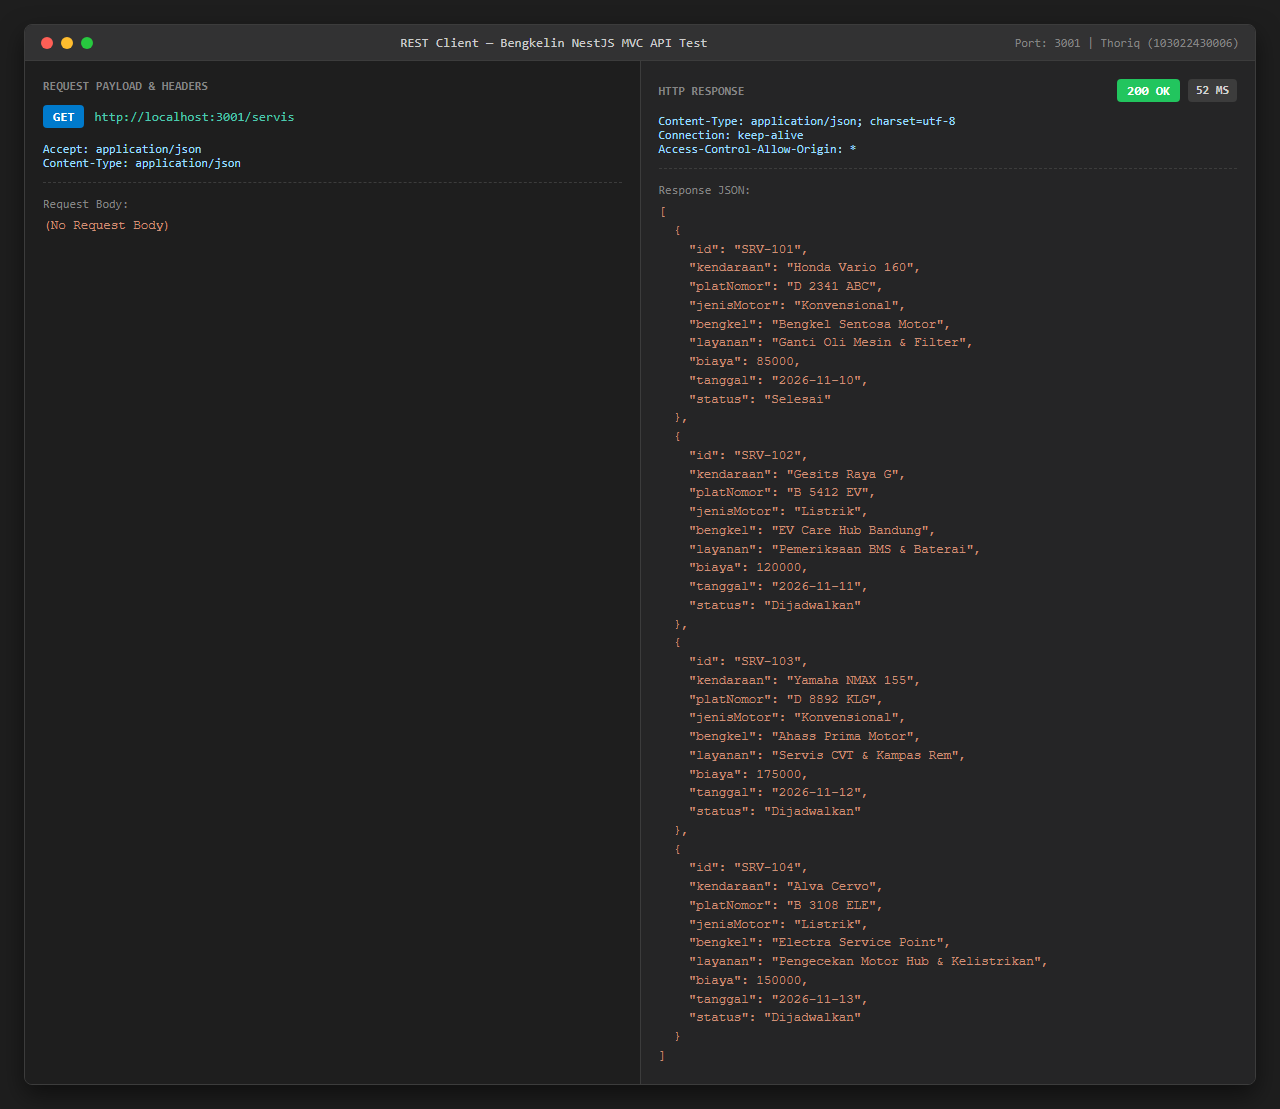 REST Client — Bengkelin NestJS MVC API Test
Port: 3001 | Thoriq (103022430006)
REQUEST PAYLOAD & HEADERS
GET http://localhost:3001/servis
Accept: application/json
Content-Type: application/json
Request Body:
(No Request Body)
HTTP RESPONSE
200 OK
52 MS
Content-Type: application/json; charset=utf-8
Connection: keep-alive
Access-Control-Allow-Origin: *
Response JSON:
[
  {
    "id": "SRV-101",
    "kendaraan": "Honda Vario 160",
    "platNomor": "D 2341 ABC",
    "jenisMotor": "Konvensional",
    "bengkel": "Bengkel Sentosa Motor",
    "layanan": "Ganti Oli Mesin & Filter",
    "biaya": 85000,
    "tanggal": "2026-11-10",
    "status": "Selesai"
  },
  {
    "id": "SRV-102",
    "kendaraan": "Gesits Raya G",
    "platNomor": "B 5412 EV",
    "jenisMotor": "Listrik",
    "bengkel": "EV Care Hub Bandung",
    "layanan": "Pemeriksaan BMS & Baterai",
    "biaya": 120000,
    "tanggal": "2026-11-11",
    "status": "Dijadwalkan"
  },
  {
    "id": "SRV-103",
    "kendaraan": "Yamaha NMAX 155",
    "platNomor": "D 8892 KLG",
    "jenisMotor": "Konvensional",
    "bengkel": "Ahass Prima Motor",
    "layanan": "Servis CVT & Kampas Rem",
    "biaya": 175000,
    "tanggal": "2026-11-12",
    "status": "Dijadwalkan"
  },
  {
    "id": "SRV-104",
    "kendaraan": "Alva Cervo",
    "platNomor": "B 3108 ELE",
    "jenisMotor": "Listrik",
    "bengkel": "Electra Service Point",
    "layanan": "Pengecekan Motor Hub & Kelistrikan",
    "biaya": 150000,
    "tanggal": "2026-11-13",
    "status": "Dijadwalkan"
  }
]